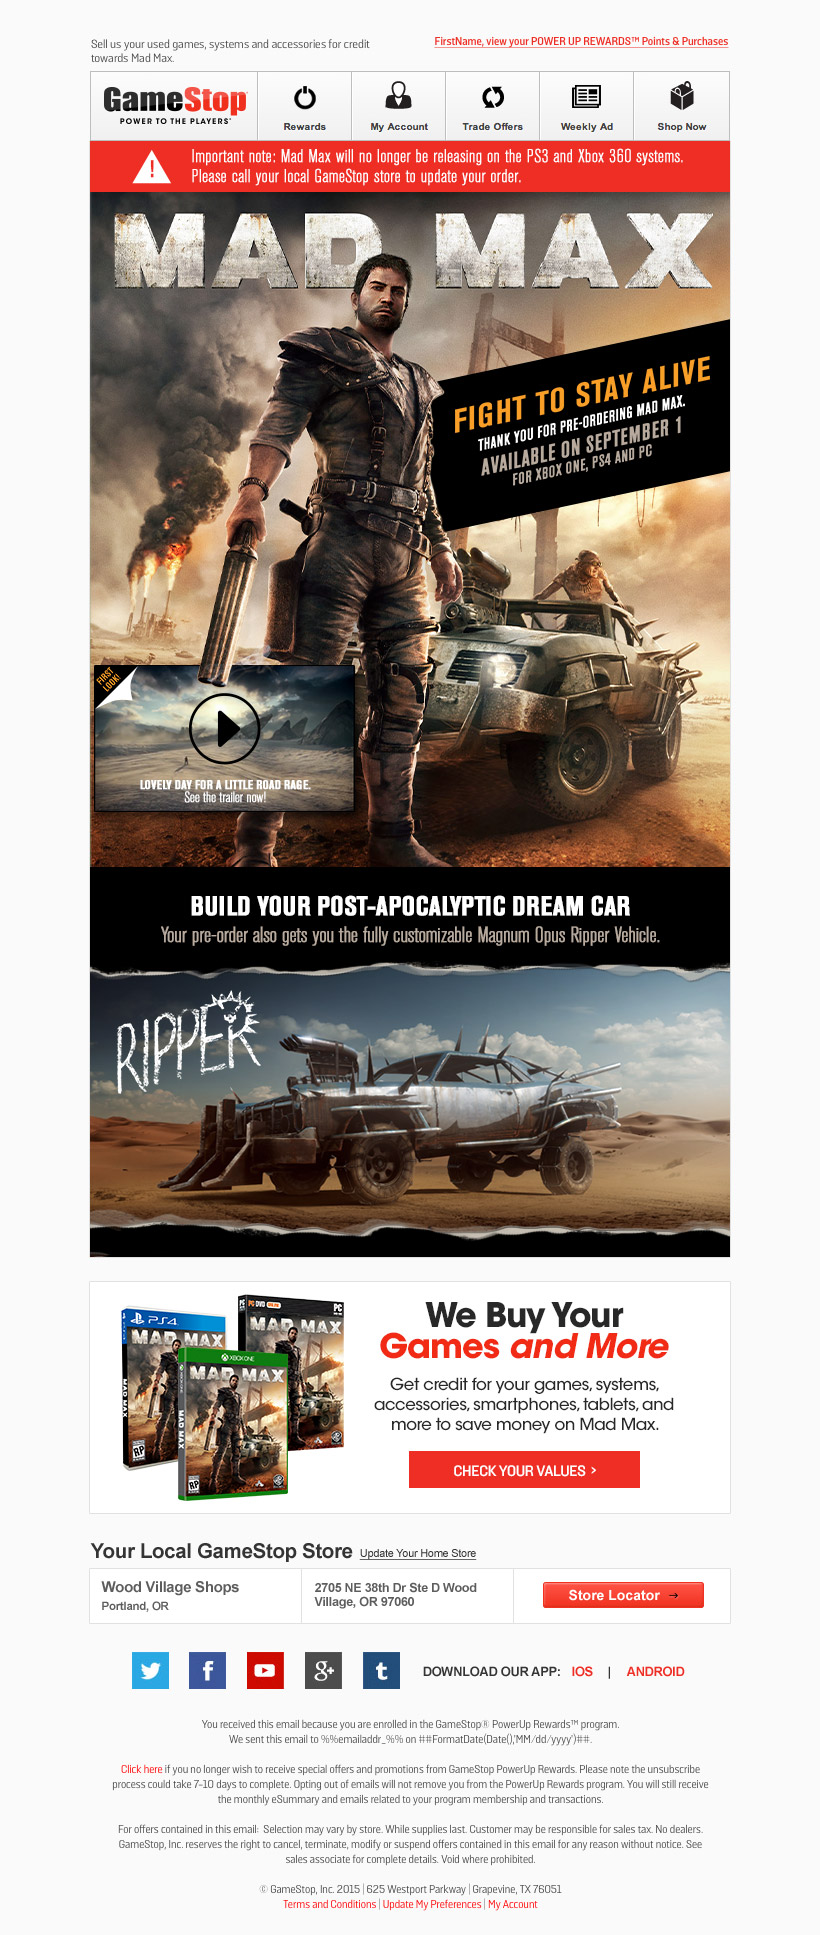 Sell us your used games, systems and accessories for credit
towards Mad Max.
FirstName, view your POWER UP REWARDS™ Points & Purchases
GameStop
POWER TO THE PLAYERS®
Rewards
My Account
Trade Offers
Weekly Ad
Shop Now
Important note: Mad Max will no longer be releasing on the PS3 and Xbox 360 systems.
Please call your local GameStop store to update your order.
MAD MAX
FIGHT TO STAY ALIVE
THANK YOU FOR PRE-ORDERING MAD MAX.
AVAILABLE ON SEPTEMBER 1
FOR XBOX ONE, PS4 AND PC
FIRST
LOOK!
LOVELY DAY FOR A LITTLE ROAD RAGE.
See the trailer now!
BUILD YOUR POST-APOCALYPTIC DREAM CAR
Your pre-order also gets you the fully customizable Magnum Opus Ripper Vehicle.
RIPPER
PS4
MAD MAX
MAD MAX
RP
PC DVD
PC
MAD MAX
XBOX ONE
MAD MAX
MAD MAX
RP
We Buy Your
Games and More
Get credit for your games, systems,
accessories, smartphones, tablets, and
more to save money on Mad Max.
CHECK YOUR VALUES >
Your Local GameStop Store Update Your Home Store
Wood Village Shops
Portland, OR
2705 NE 38th Dr Ste D Wood
Village, OR 97060
Store Locator →
DOWNLOAD OUR APP: IOS | ANDROID
You received this email because you are enrolled in the GameStop® PowerUp Rewards™ program.
We sent this email to %%emailaddr_%% on ##FormatDate(Date(),'MM/dd/yyyy')##.
Click here if you no longer wish to receive special offers and promotions from GameStop PowerUp Rewards. Please note the unsubscribe
process could take 7-10 days to complete. Opting out of emails will not remove you from the PowerUp Rewards program. You will still receive
the monthly eSummary and emails related to your program membership and transactions.
For offers contained in this email: Selection may vary by store. While supplies last. Customer may be responsible for sales tax. No dealers.
GameStop, Inc. reserves the right to cancel, terminate, modify or suspend offers contained in this email for any reason without notice. See
sales associate for complete details. Void where prohibited.
© GameStop, Inc. 2015 | 625 Westport Parkway | Grapevine, TX 76051
Terms and Conditions | Update My Preferences | My Account